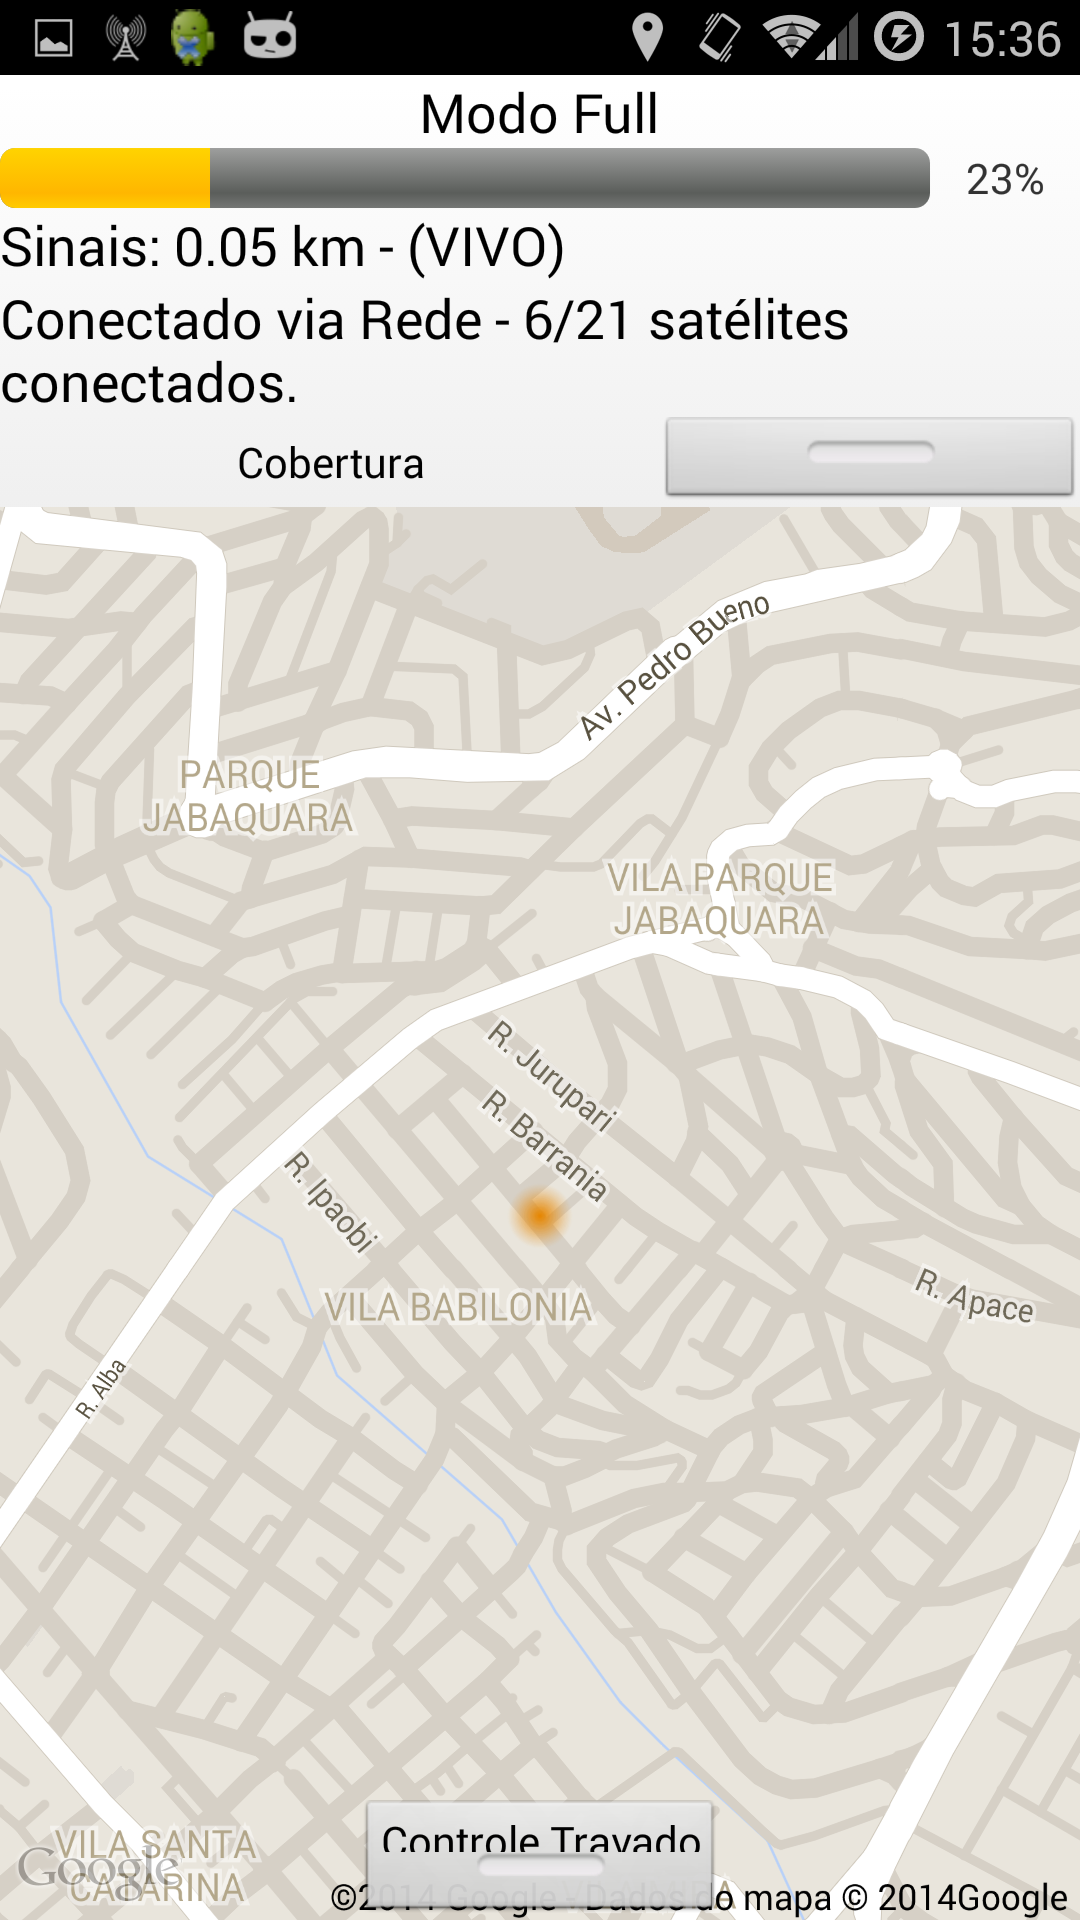 15:36
Modo Full
23%
Sinais: 0.05 km - (VIVO)
Conectado via Rede - 6/21 satélites
conectados.
Cobertura
Av. Pedro Bueno
PARQUE
JABAQUARA
VILA PARQUE
JABAQUARA
R. Jurupari
R. Barrania
R. Ipaobi
R. Apace
VILA BABILONIA
R. Alba
Controle Travado
VILA SANTA
CATARINA
Google
©2014 Google - Dados do mapa © 2014Google